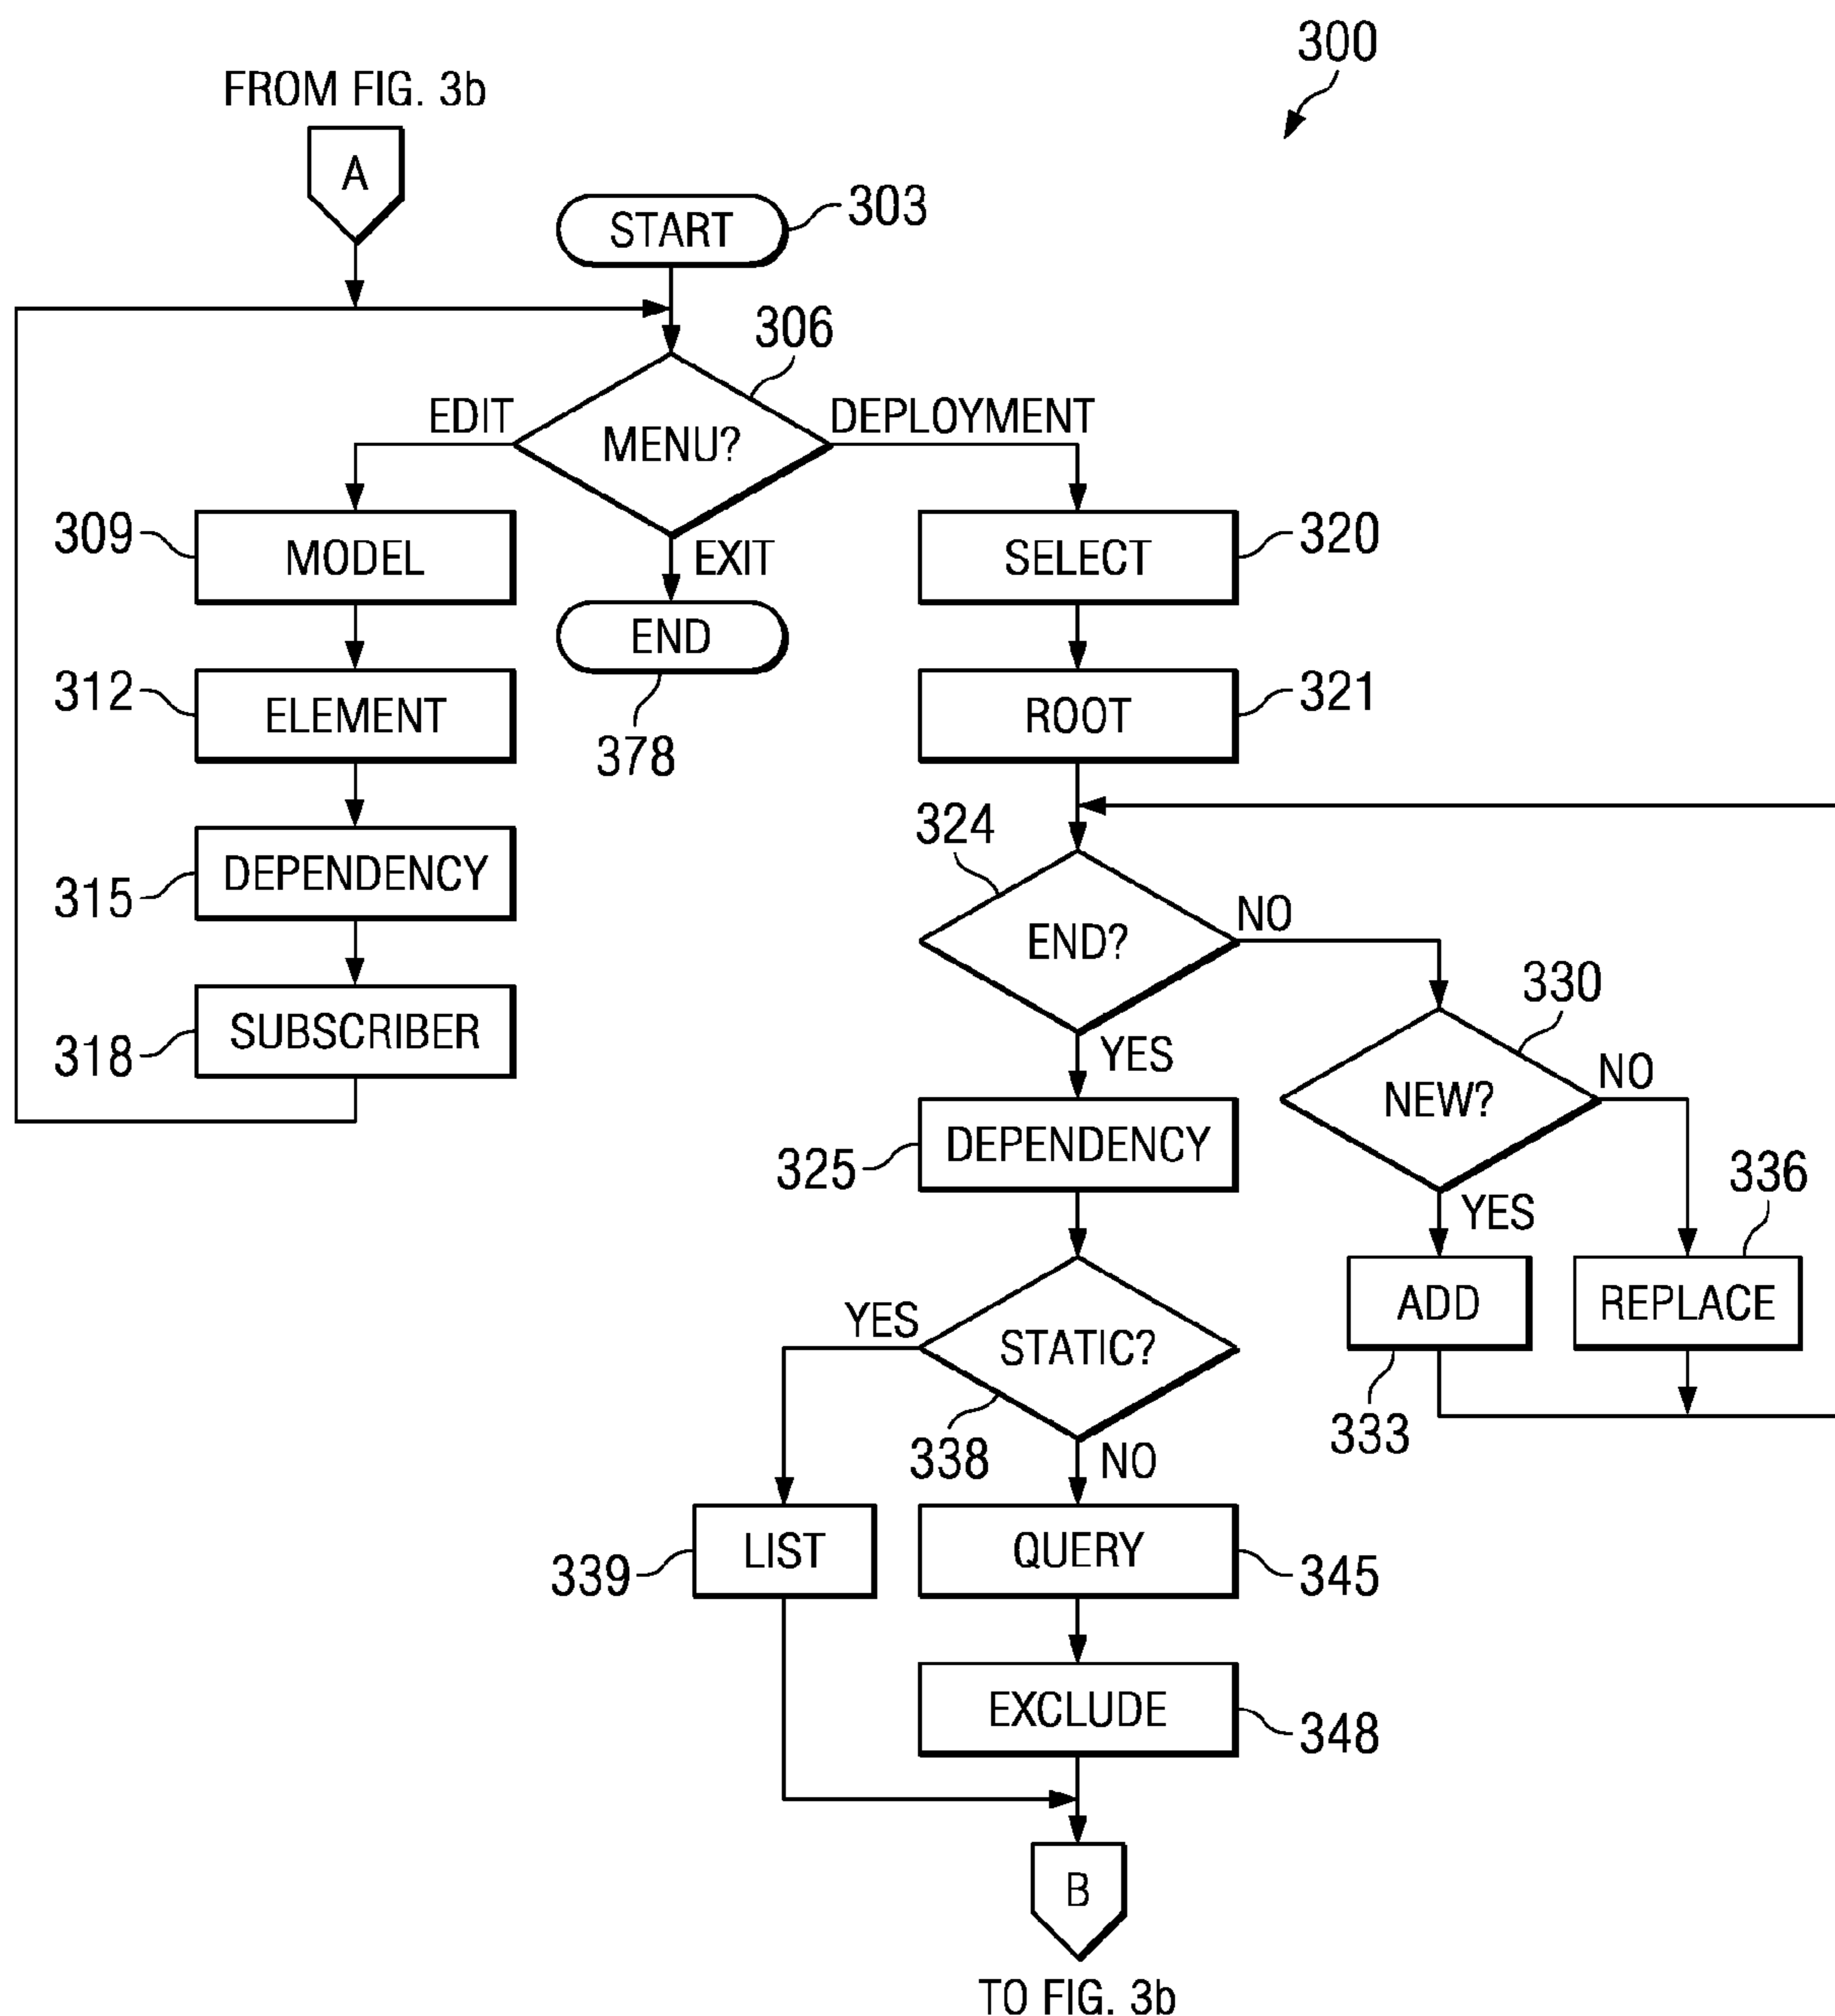 300
FROM FIG. 3b
A
START
303
306
EDIT
MENU?
DEPLOYMENT
309
MODEL
EXIT
SELECT
320
END
378
312
ELEMENT
ROOT
321
315
DEPENDENCY
324
END?
NO
318
SUBSCRIBER
330
NEW?
NO
YES
325
DEPENDENCY
YES
336
ADD
REPLACE
333
YES
STATIC?
338
NO
339
LIST
QUERY
345
EXCLUDE
348
B
TO FIG. 3b